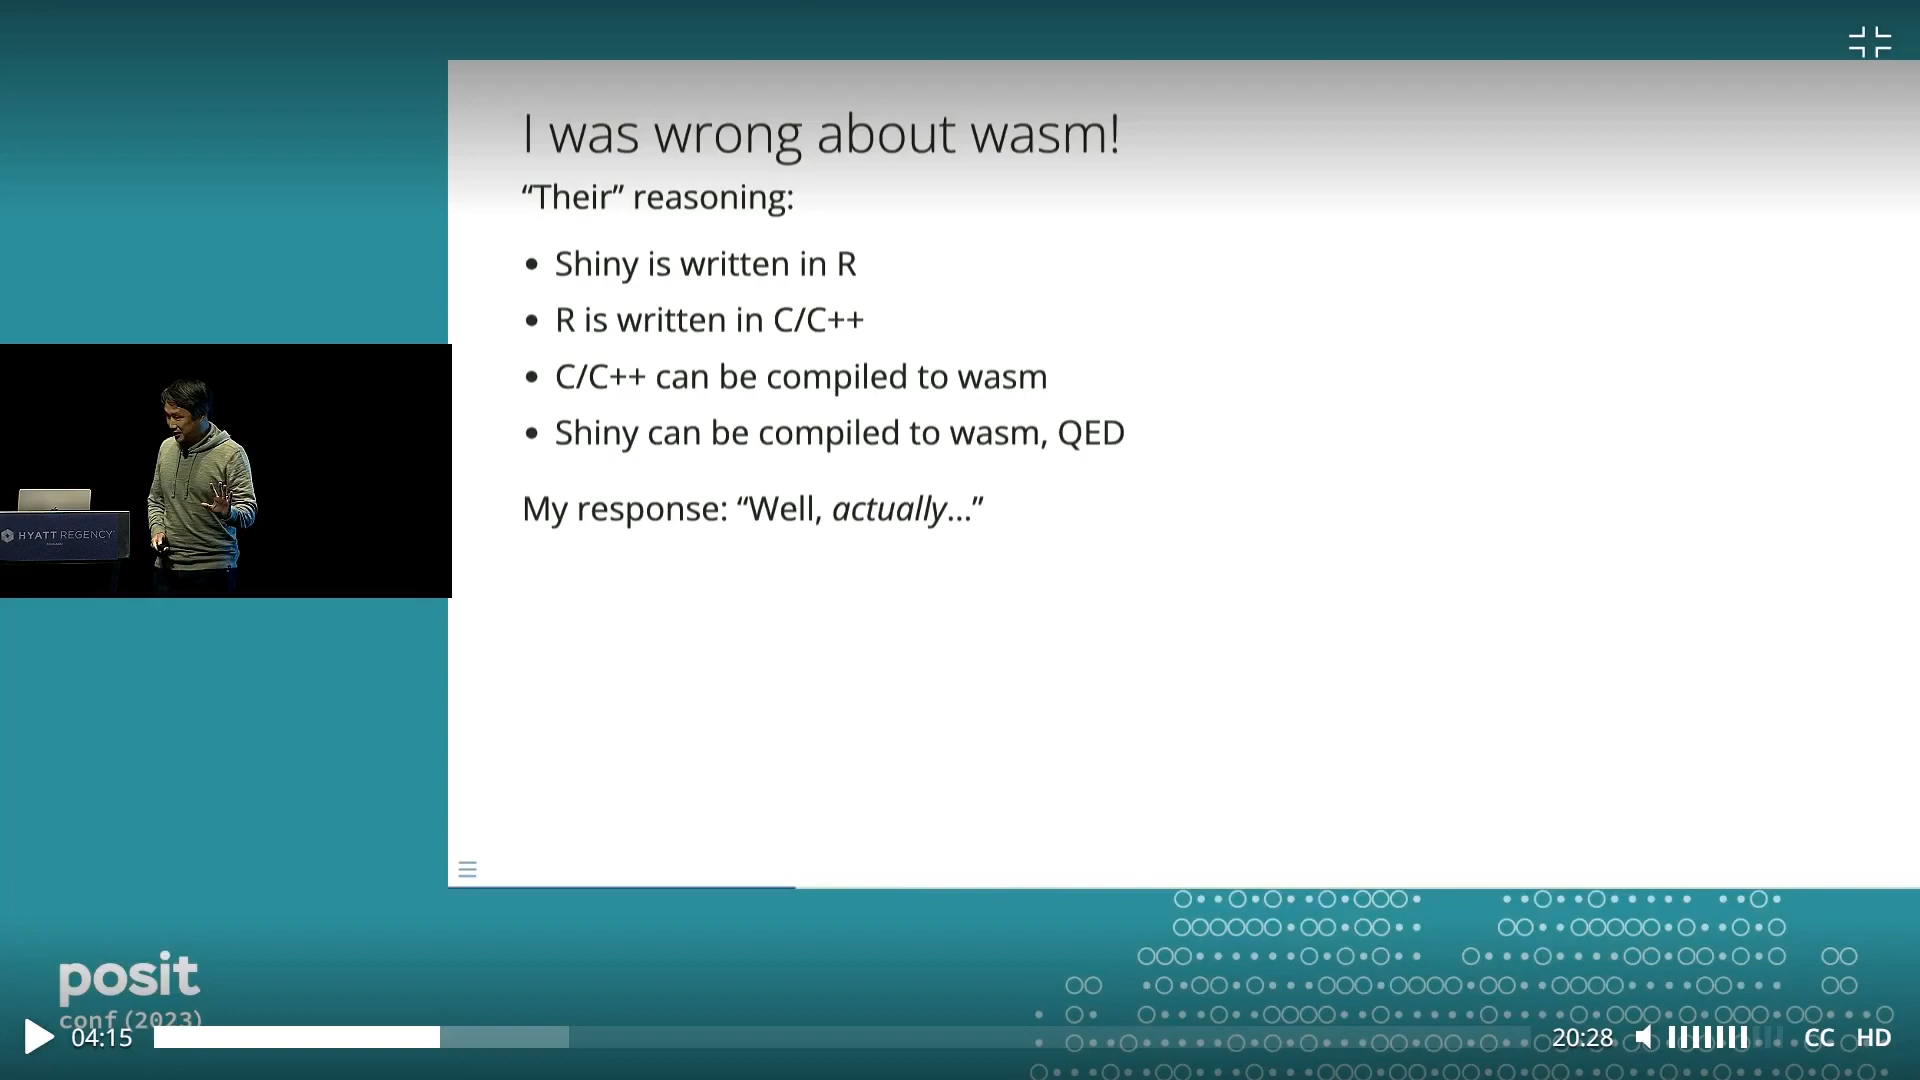 I was wrong about wasm!
“Their” reasoning:
• Shiny is written in R
• R is written in C/C++
• C/C++ can be compiled to wasm
• Shiny can be compiled to wasm, QED
My response: “Well, actually…”
HYATT REGENCY
posit
conf(2023)
04:15
20:28
CC
HD